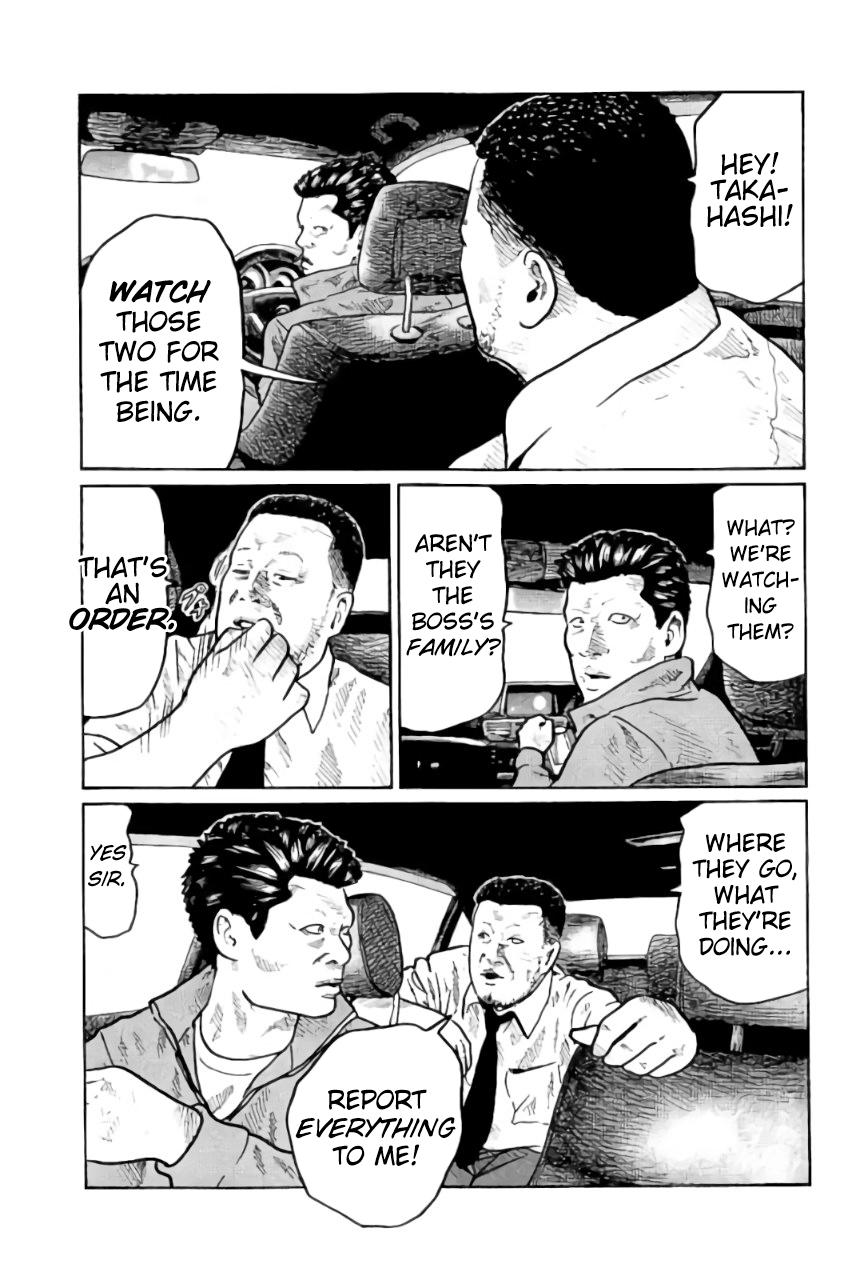 HEY!
TAKA-
HASHI!
WATCH
THOSE
TWO FOR
THE TIME
BEING.
WHAT?
WE'RE
WATCH-
ING
THEM?
AREN'T
THEY
THE
BOSS'S
FAMILY?
THAT'S
AN
ORDER.
WHERE
THEY GO,
WHAT
THEY'RE
DOING...
REPORT
EVERYTHING
TO ME!
YES
SIR.